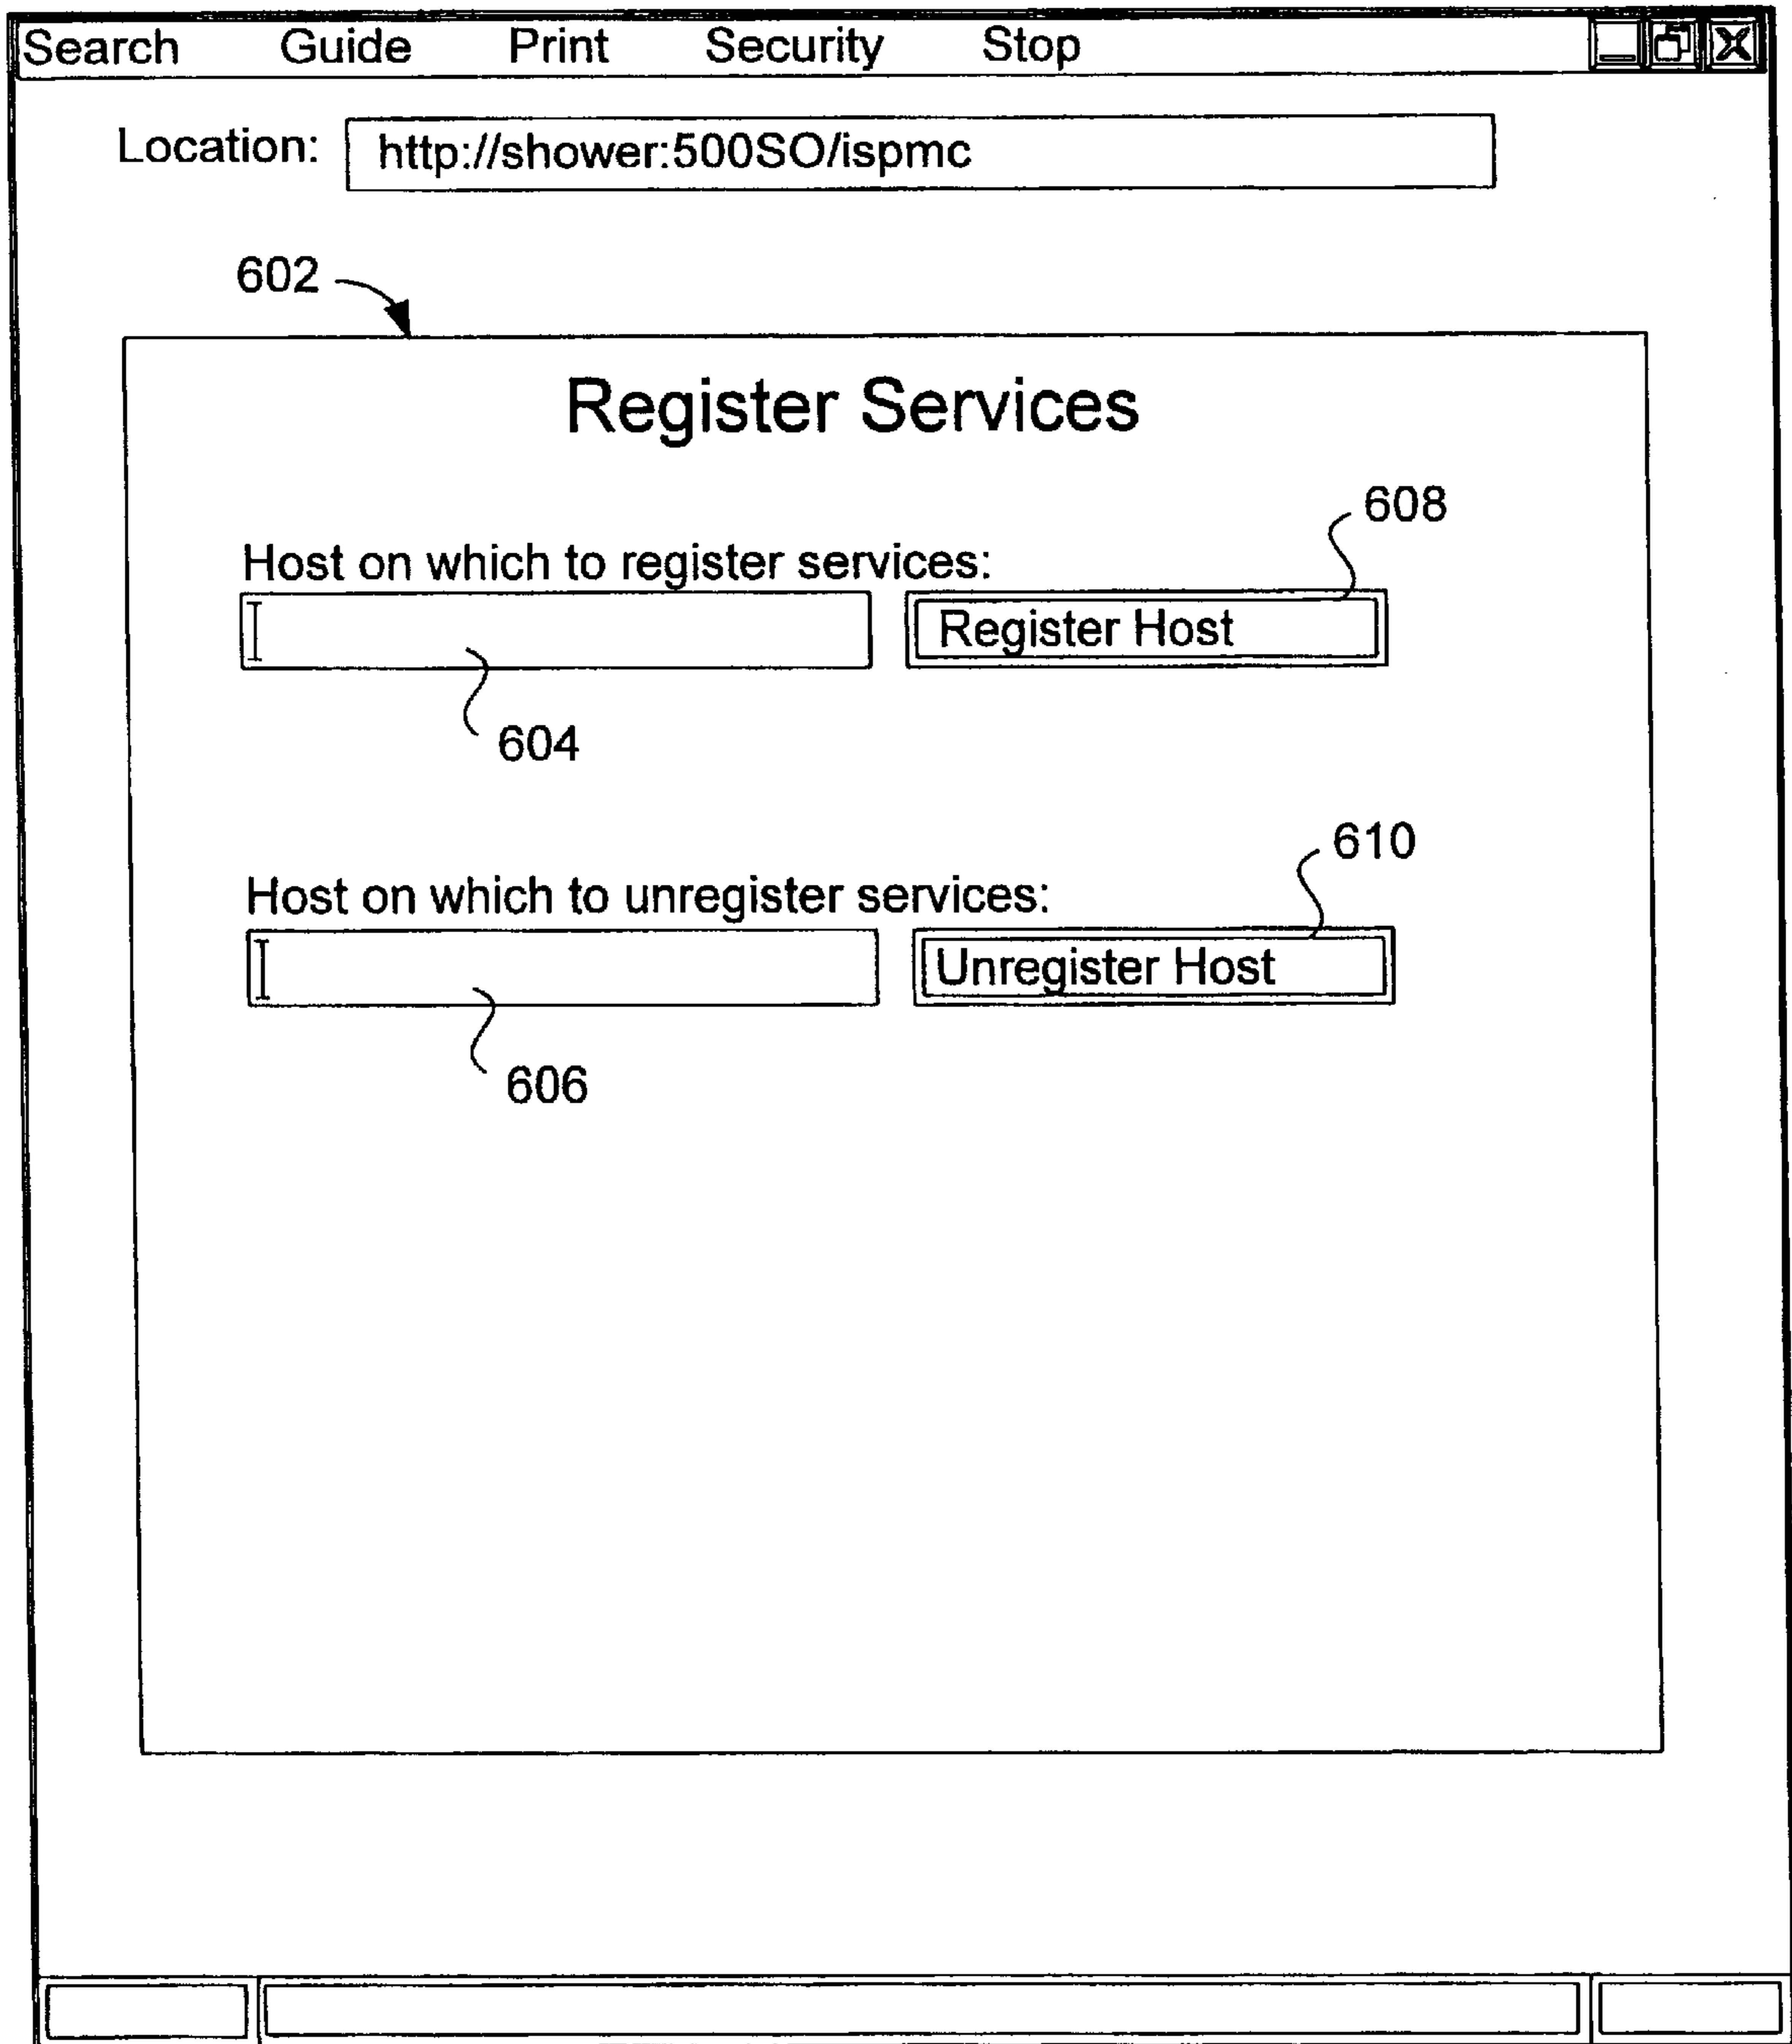 Search Guide Print Security Stop
Location: http://shower:500SO/ispmc
602
Register Services
608
Host on which to register services:
Register Host
604
610
Host on which to unregister services:
Unregister Host
606